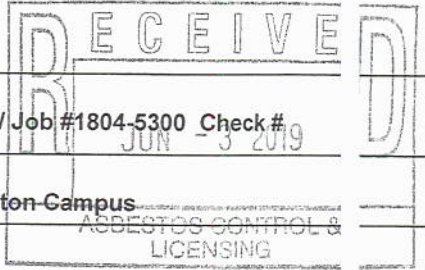 RECEIVED
/ Job #1804-5300 Check #
JUN - 3 2019
ton Campus
ASBESTOS CONTROL &
LICENSING